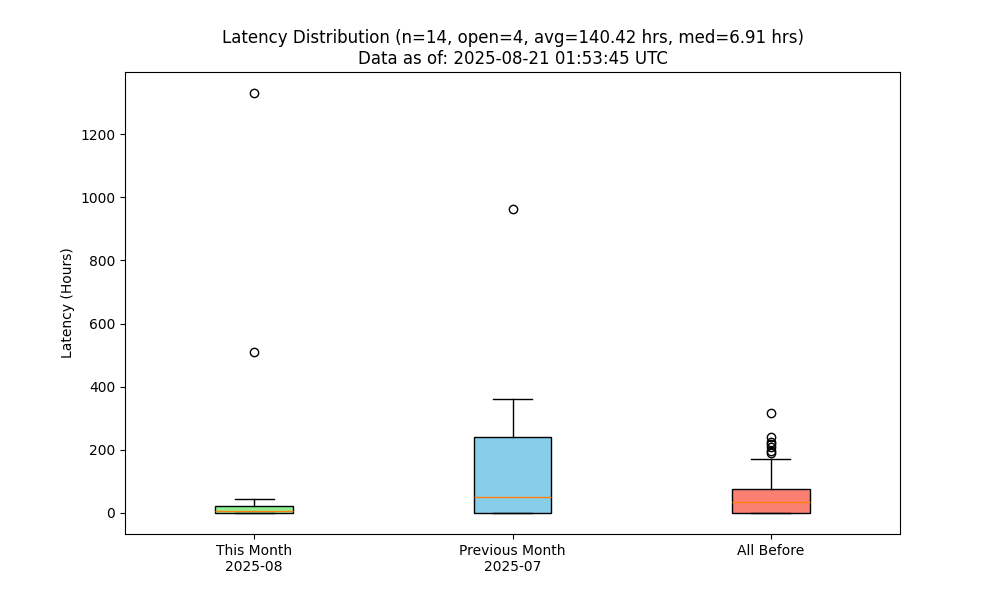 Latency Distribution (n=14, open=4, avg=140.42 hrs, med=6.91 hrs)
Data as of: 2025-08-21 01:53:45 UTC
Latency (Hours)
1200
1000
800
600
400
200
0
This Month
2025-08
Previous Month
2025-07
All Before